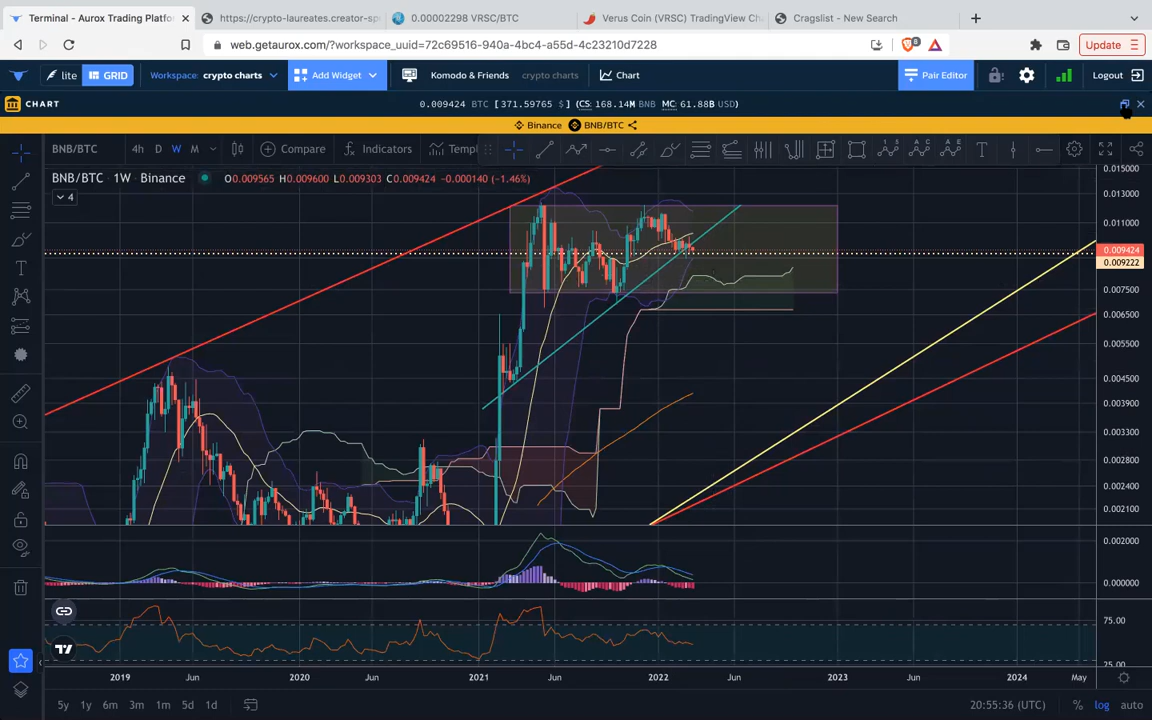 Terminal - Aurox Trading Platfo
https://crypto-laureates.creator-sp
0.00002298 VRSC/BTC
Verus Coin (VRSC) TradingView Ch
Cragslist - New Search
web.getaurox.com/?workspace_uuid=72c69516-940a-4bc4-a55d-4c23210d7228
8
Update
lite
GRID
Workspace: crypto charts
Add Widget
Komodo & Friends
crypto charts
Chart
Pair Editor
Logout
CHART
0.009424 BTC [371.59765 $] (CS: 168.14M BNB MC: 61.88B USD)
Binance BNB/BTC
BNB/BTC
4h D W M
Compare
Indicators
Templ
BNB/BTC · 1W · Binance
O0.009565 H0.009600 L0.009303 C0.009424 -0.000140 (-1.46%)
4
0.015000
0.013000
0.011000
0.009424
0.009222
0.007500
0.006500
0.005500
0.004500
0.003900
0.003300
0.002800
0.002400
0.002100
0.002000
0.000000
75.00
25.00
2019 Jun 2020 Jun 2021 Jun 2022 Jun 2023 Jun 2024 May
5y 1y 6m 3m 1m 5d 1d
20:55:36 (UTC)
% log auto